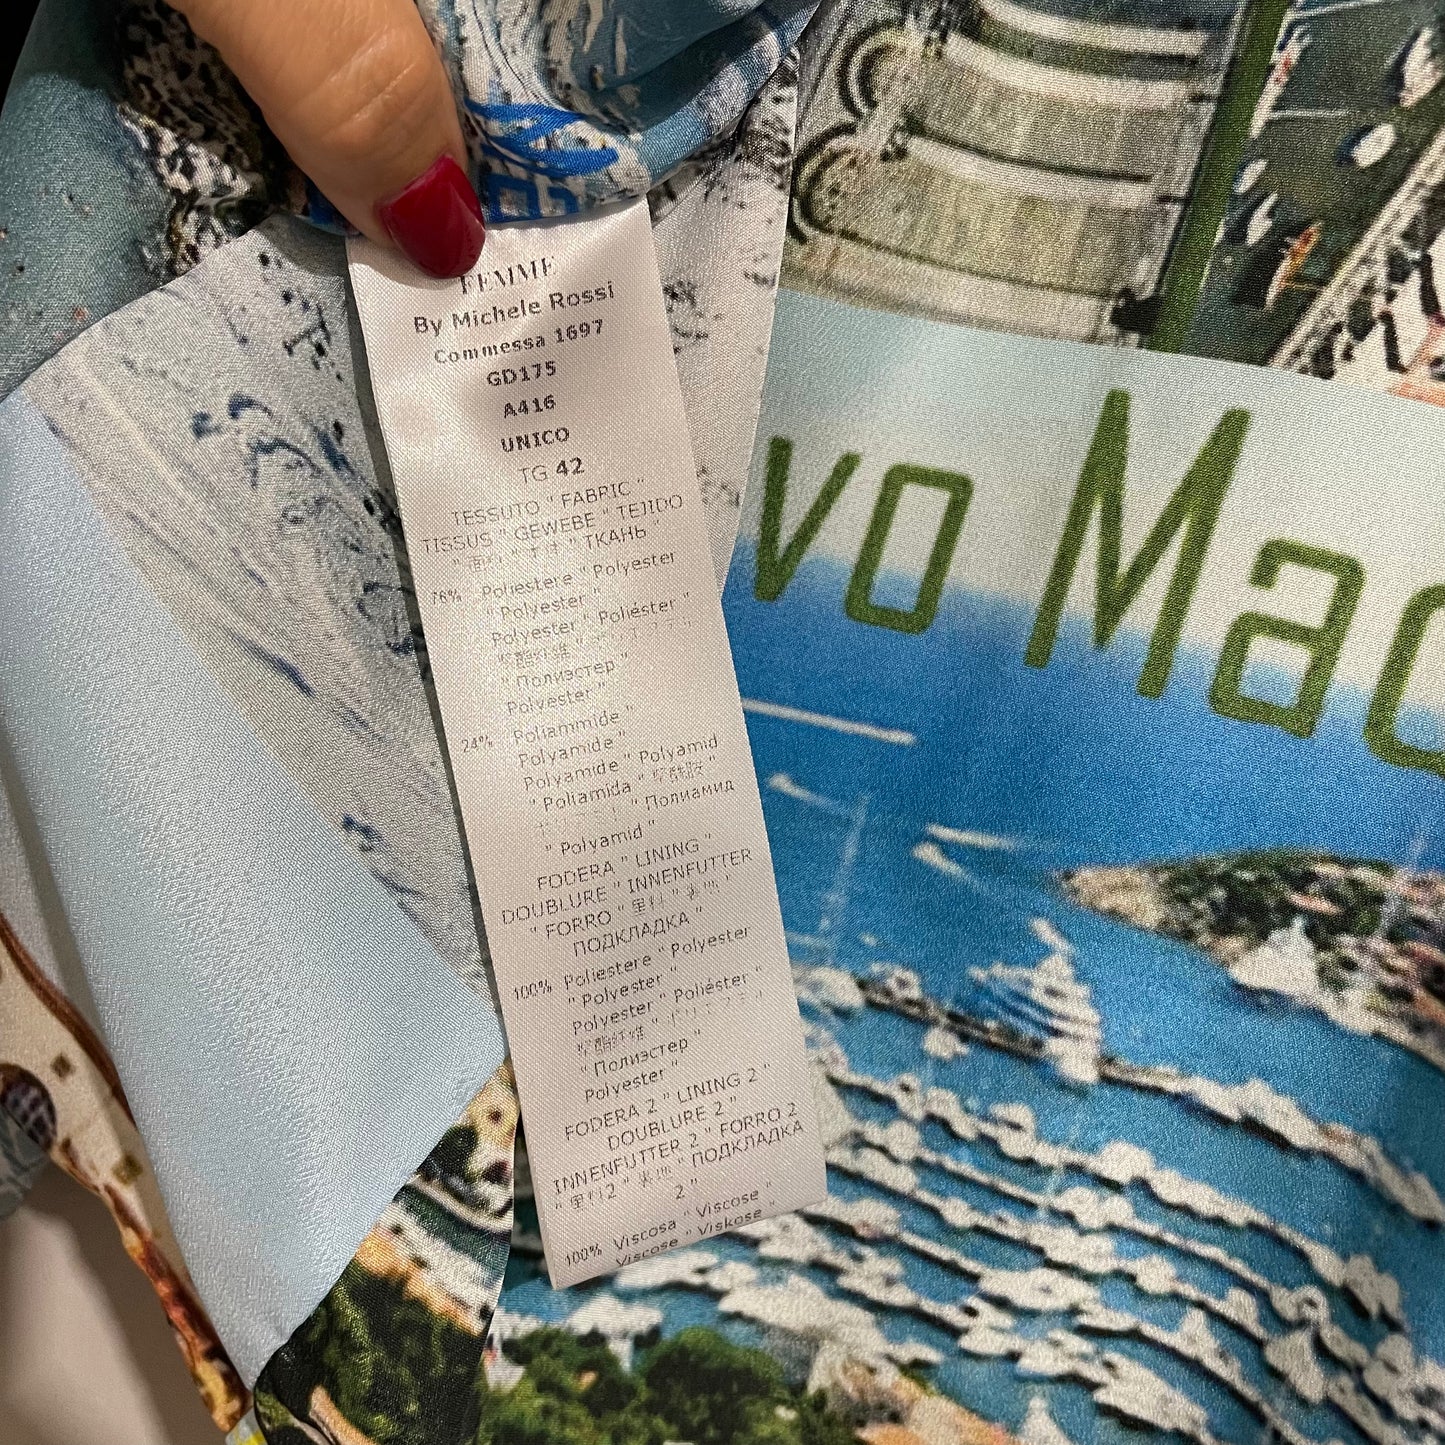 FEMME
By Michele Rossi
Commessa 1697
GD175
A416
UNICO
TG 42
TESSUTO " FABRIC "
TISSUS " GEWEBE " TEJIDO
" ТКАНЬ "
Poliestere " Polyester
" Polyester "
Polyester " Poliéster "
" Полиэстер "
Polyester "
24% Poliammide "
Polyamide "
Polyamide " Polyamid
" Poliamida "
" Полиамид
" Polyamid "
FODERA " LINING "
DOUBLURE " INNENFUTTER
" FORRO "
ПОДКЛАДКА "
100% Poliestere " Polyester
" Polyester "
Polyester " Poliéster "
" Полиэстер "
Polyester "
FODERA 2 " LINING 2 "
DOUBLURE 2 "
INNENFUTTER 2 " FORRO 2
" ПОДКЛАДКА
2 "
100% Viscosa " Viscose "
Viscose " Viskose "
vo Mac